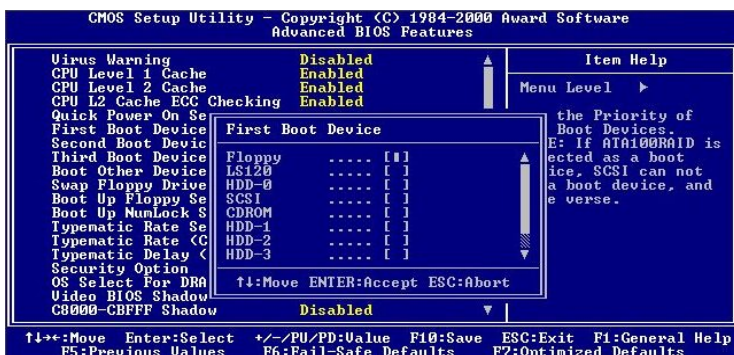 CMOS Setup Utility – Copyright (C) 1984-2000 Award Software
Advanced BIOS Features
Virus Warning Disabled
CPU Level 1 Cache Enabled
CPU Level 2 Cache Enabled
CPU L2 Cache ECC Checking Enabled
Quick Power On Se
First Boot Device
Second Boot Devic
Third Boot Device
Boot Other Device
Swap Floppy Drive
Boot Up Floppy Se
Boot Up NumLock S
Typematic Rate Se
Typematic Rate (C
Typematic Delay (
Security Option
OS Select For DRA
Video BIOS Shadow
C8000-CBFFF Shadow Disabled
First Boot Device
Floppy ..... [▮]
LS120 ..... [ ]
HDD-0 ..... [ ]
SCSI ..... [ ]
CDROM ..... [ ]
HDD-1 ..... [ ]
HDD-2 ..... [ ]
HDD-3 ..... [ ]
↑↓:Move ENTER:Accept ESC:Abort
Item Help
Menu Level ▶
the Priority of
Boot Devices.
E: If ATA100RAID is
ected as a boot
ice, SCSI can not
a boot device, and
e verse.
↑↓→←:Move Enter:Select +/-/PU/PD:Value F10:Save ESC:Exit F1:General Help
F5:Previous Values F6:Fail-Safe Defaults F7:Optimized Defaults